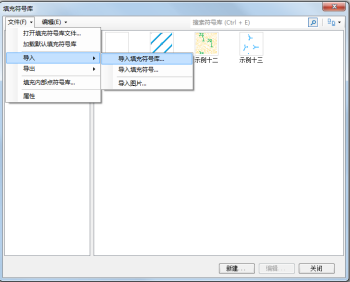 填充符号库
文件(F) 编辑(E) 搜索符号库 (Ctrl + E)
打开填充符号库文件...
加载默认填充符号库
导入
导出
填充内部点符号库...
属性
导入填充符号库...
导入填充符号...
导入图片...
示例十二 示例十三
新建... 编辑 关闭